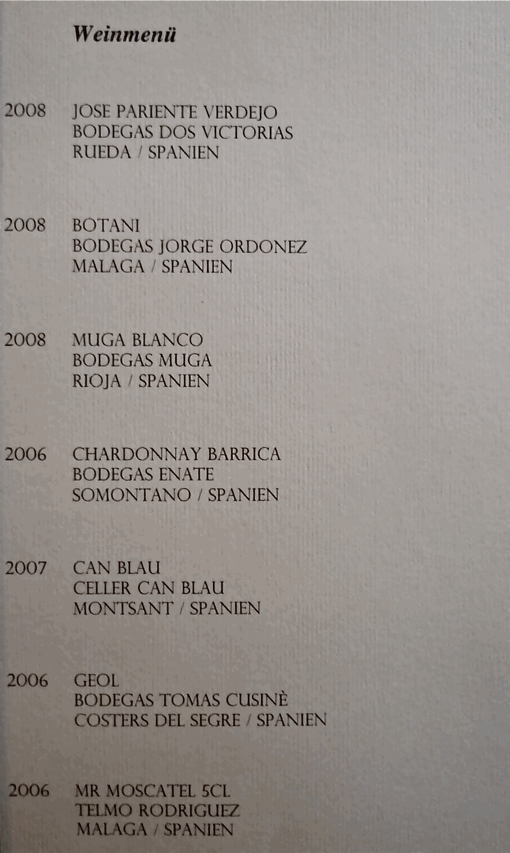 Weinmenü
2008 JOSE PARIENTE VERDEJO
BODEGAS DOS VICTORIAS
RUEDA / SPANIEN
2008 BOTANI
BODEGAS JORGE ORDONEZ
MALAGA / SPANIEN
2008 MUGA BLANCO
BODEGAS MUGA
RIOJA / SPANIEN
2006 CHARDONNAY BARRICA
BODEGAS ENATE
SOMONTANO / SPANIEN
2007 CAN BLAU
CELLER CAN BLAU
MONTSANT / SPANIEN
2006 GEOL
BODEGAS TOMAS CUSINÈ
COSTERS DEL SEGRE / SPANIEN
2006 MR MOSCATEL 5CL
TELMO RODRIGUEZ
MALAGA / SPANIEN